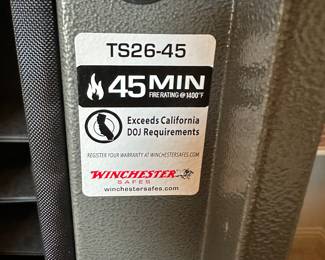 TS26-45
45 MIN
FIRE RATING @ 1400°F
Exceeds California
DOJ Requirements
REGISTER YOUR WARRANTY AT WINCHESTERSAFES.COM
WINCHESTER
SAFES
winchestersafes.com